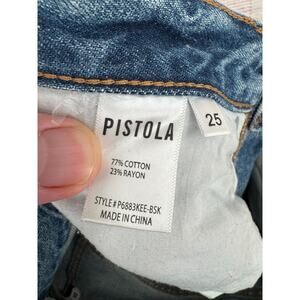 PISTOLA
25
77% COTTON
23% RAYON
STYLE # P6883KEE-BSK
MADE IN CHINA